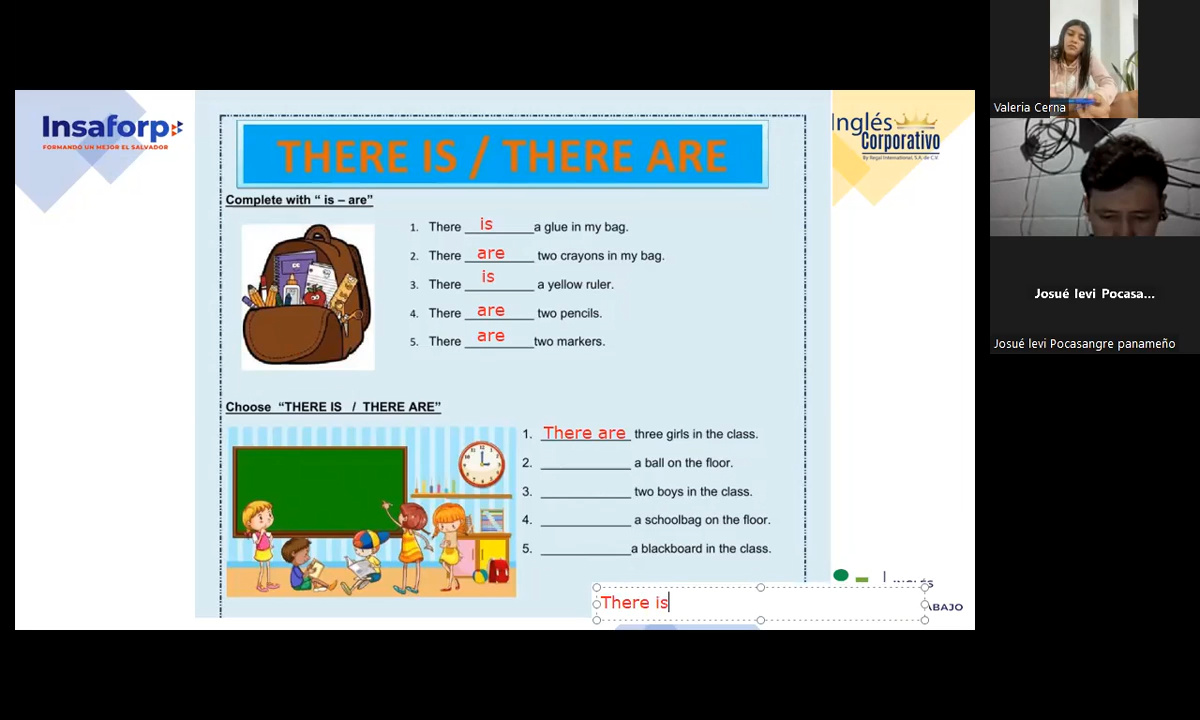 Insaforp
FORMANDO UN MEJOR EL SALVADOR
Inglés
Corporativo
By Regal International, S.A. de C.V.
THERE IS / THERE ARE
Complete with “ is – are”
1. There is a glue in my bag.
2. There are two crayons in my bag.
3. There is a yellow ruler.
4. There are two pencils.
5. There are two markers.
Choose “THERE IS / THERE ARE”
1. There are three girls in the class.
2. ____________ a ball on the floor.
3. ____________ two boys in the class.
4. ____________ a schoolbag on the floor.
5. ____________a blackboard in the class.
There is
ABAJO
Valeria Cerna
Josué levi Pocasa...
Josué levi Pocasangre panameño